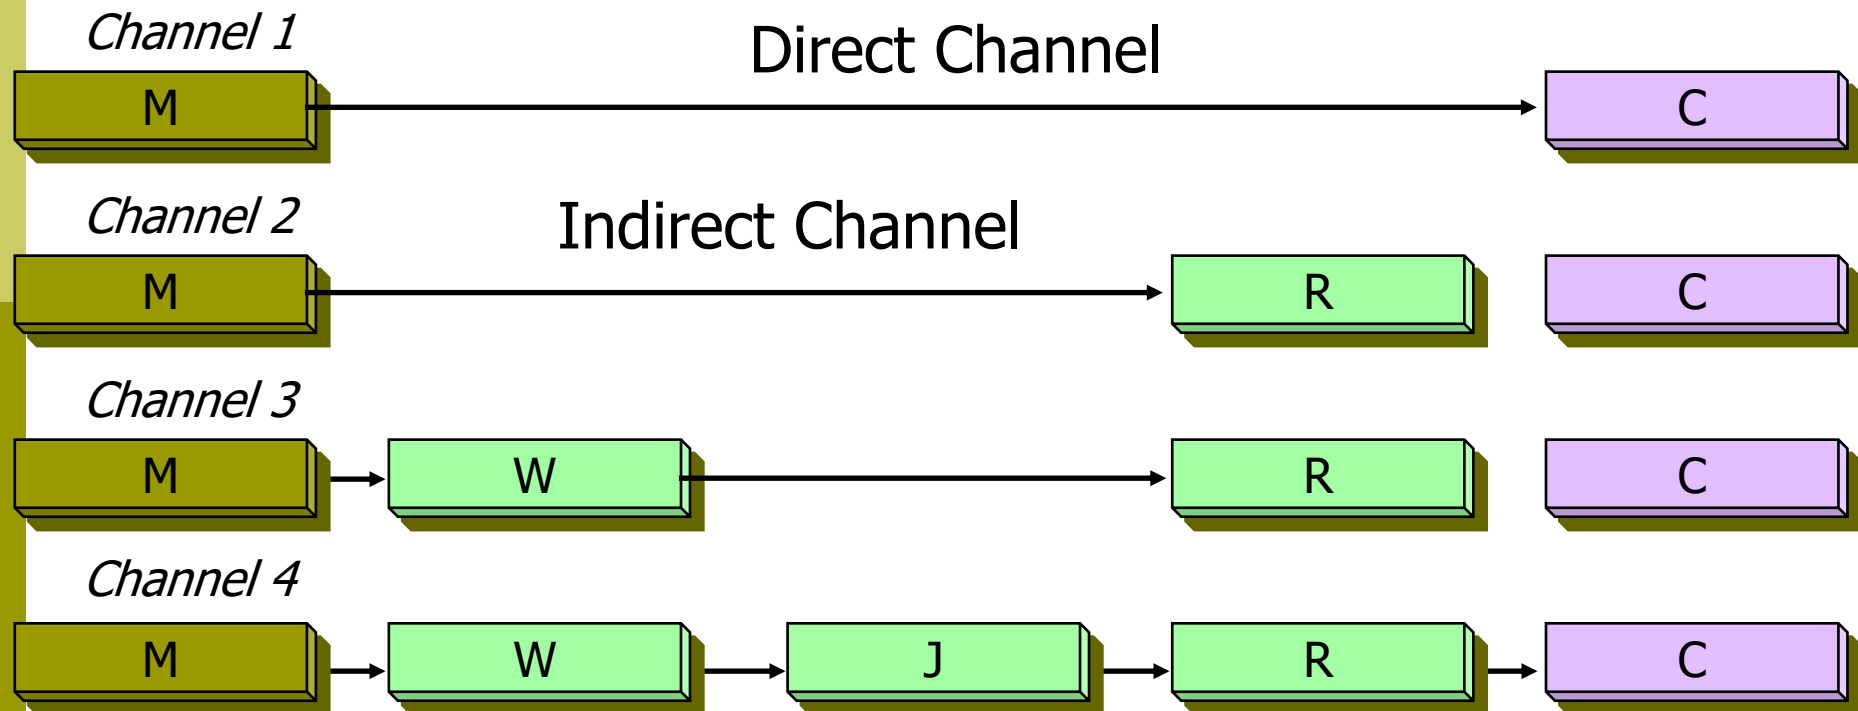 Channel 1
Direct Channel
M C
Channel 2
Indirect Channel
M R C
Channel 3
M W R C
Channel 4
M W J R C